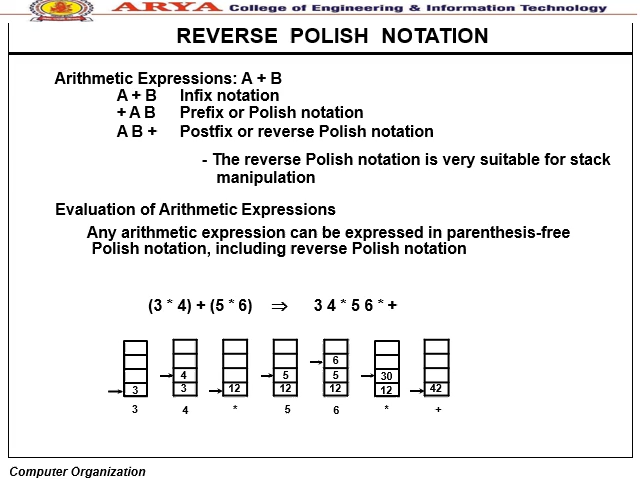 ARYA College of Engineering & Information Technology
REVERSE POLISH NOTATION
Arithmetic Expressions: A + B
A + B Infix notation
+ A B Prefix or Polish notation
A B + Postfix or reverse Polish notation
- The reverse Polish notation is very suitable for stack
manipulation
Evaluation of Arithmetic Expressions
Any arithmetic expression can be expressed in parenthesis-free
Polish notation, including reverse Polish notation
(3 * 4) + (5 * 6) ⇒ 3 4 * 5 6 * +
6
4 5 5 30
3 3 12 12 12 12 42
3 4 * 5 6 * +
Computer Organization